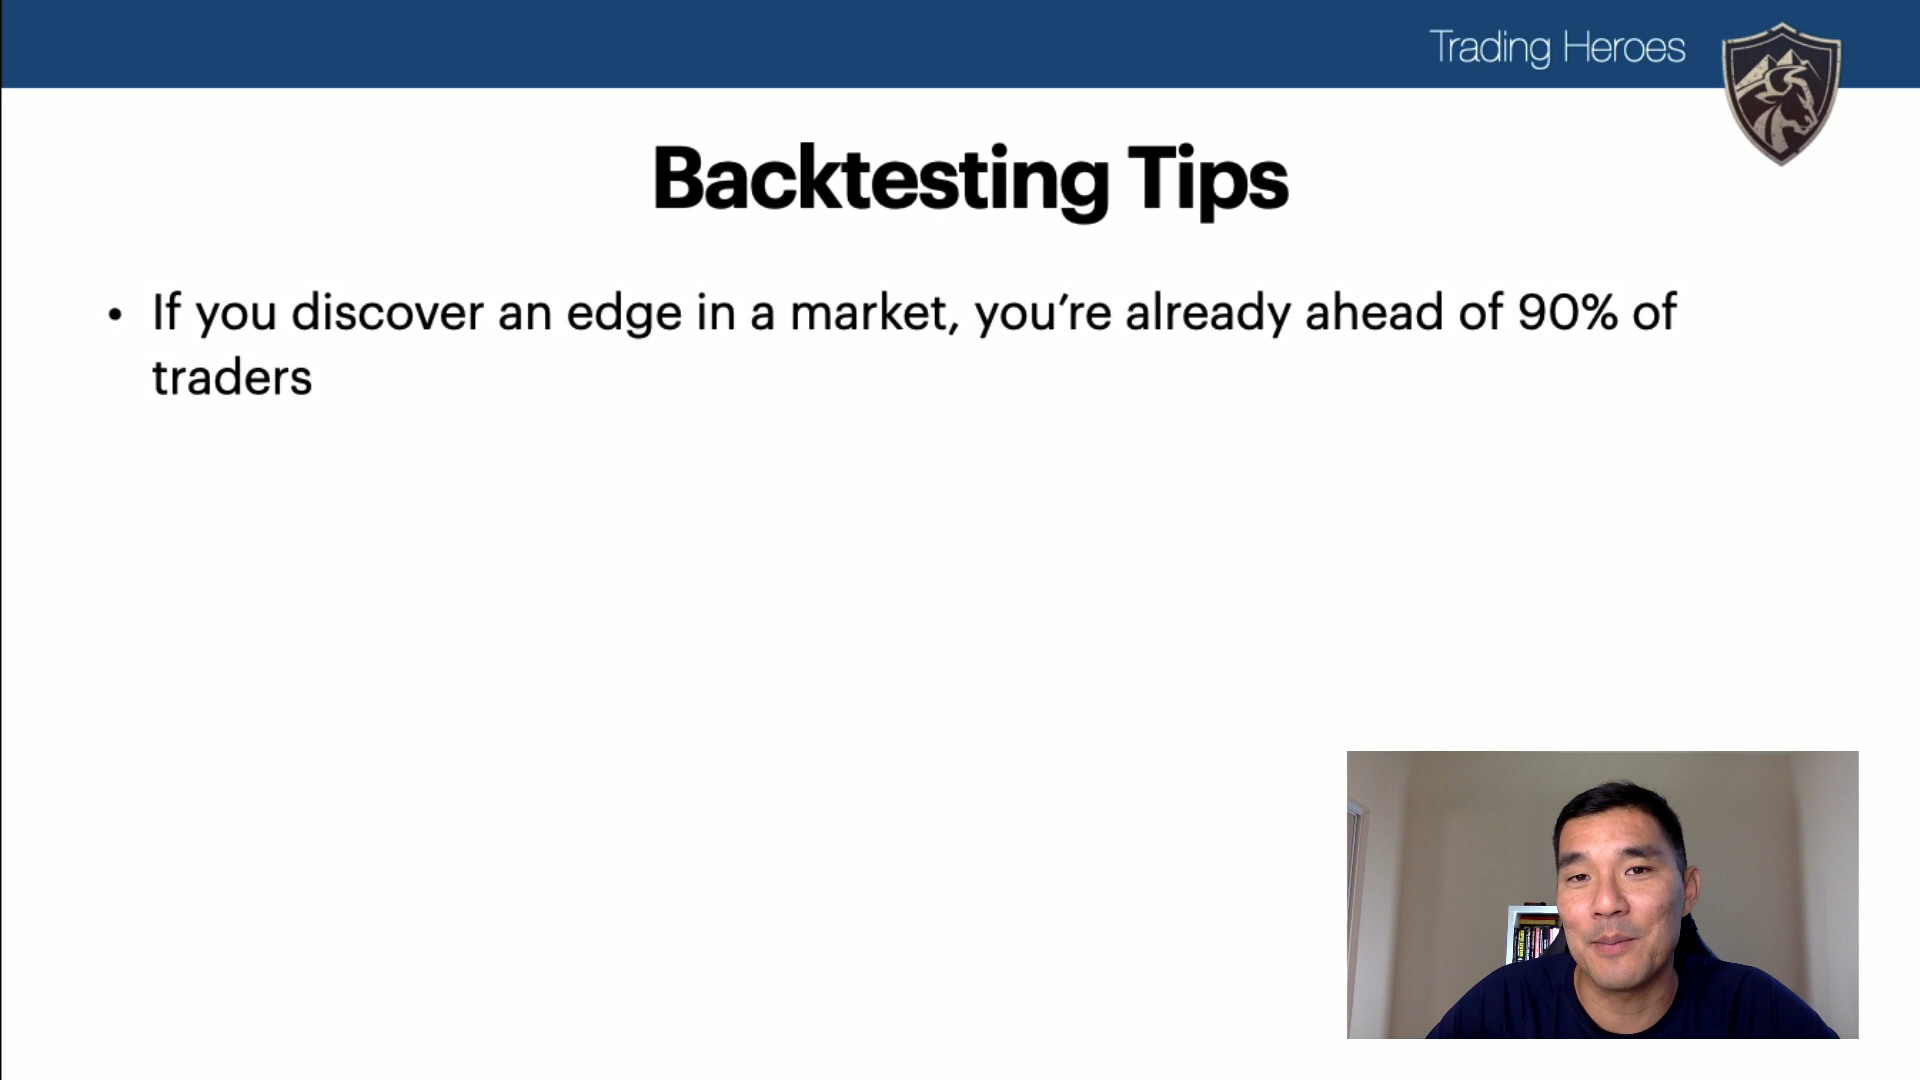 Trading Heroes
Backtesting Tips
• If you discover an edge in a market, you’re already ahead of 90% of
traders